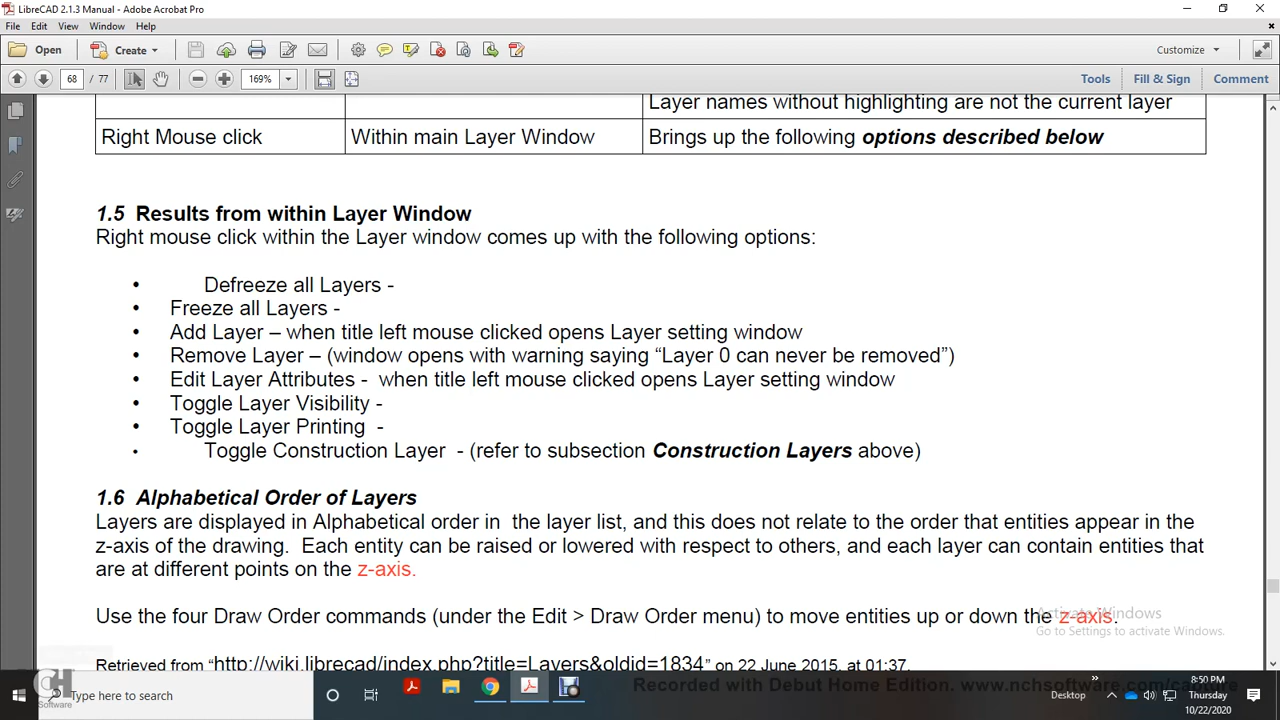 LibreCAD 2.1.3 Manual - Adobe Acrobat Pro
File Edit View Window Help
Open Create Customize
68 / 77 169% Tools Fill & Sign Comment
Layer names without highlighting are not the current layer
Right Mouse click Within main Layer Window Brings up the following options described below
1.5 Results from within Layer Window
Right mouse click within the Layer window comes up with the following options:
• Defreeze all Layers -
• Freeze all Layers -
• Add Layer – when title left mouse clicked opens Layer setting window
• Remove Layer – (window opens with warning saying “Layer 0 can never be removed”)
• Edit Layer Attributes - when title left mouse clicked opens Layer setting window
• Toggle Layer Visibility -
• Toggle Layer Printing -
• Toggle Construction Layer - (refer to subsection Construction Layers above)
1.6 Alphabetical Order of Layers
Layers are displayed in Alphabetical order in the layer list, and this does not relate to the order that entities appear in the
z-axis of the drawing. Each entity can be raised or lowered with respect to others, and each layer can contain entities that
are at different points on the z-axis.
Use the four Draw Order commands (under the Edit > Draw Order menu) to move entities up or down the z-axis.
Activate Windows
Go to Settings to activate Windows.
Retrieved from “http://wiki.librecad/index.php?title=Layers&oldid=1834” on 22 June 2015, at 01:37.
Recorded with Debut Home Edition. www.nchsoftware.com/capture
CH Software
Type here to search
Desktop
8:50 PM
Thursday
10/22/2020